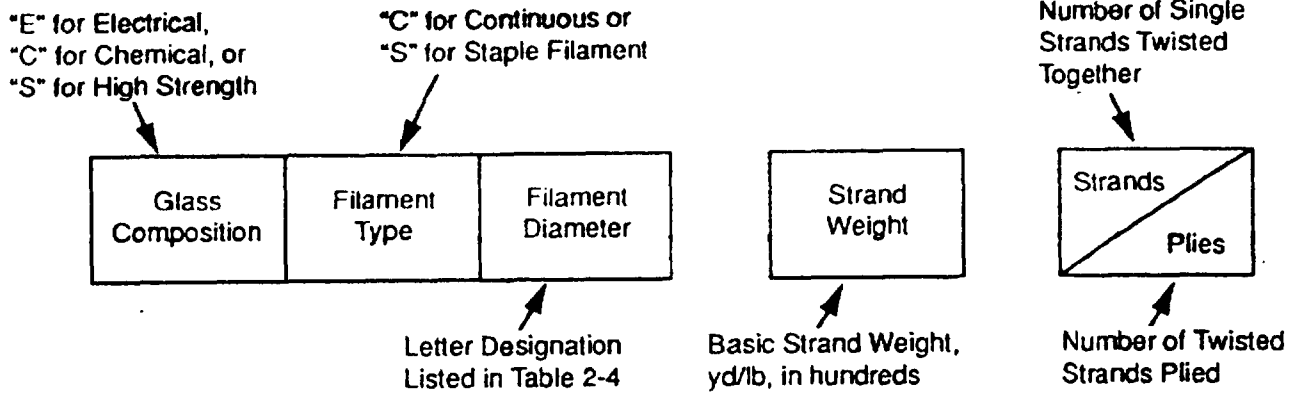 "E" for Electrical,
"C" for Chemical, or
"S" for High Strength
"C" for Continuous or
"S" for Staple Filament
Number of Single
Strands Twisted
Together
Glass
Composition
Filament
Type
Filament
Diameter
Strand
Weight
Strands
Plies
Letter Designation
Listed in Table 2-4
Basic Strand Weight,
yd/lb, in hundreds
Number of Twisted
Strands Plied